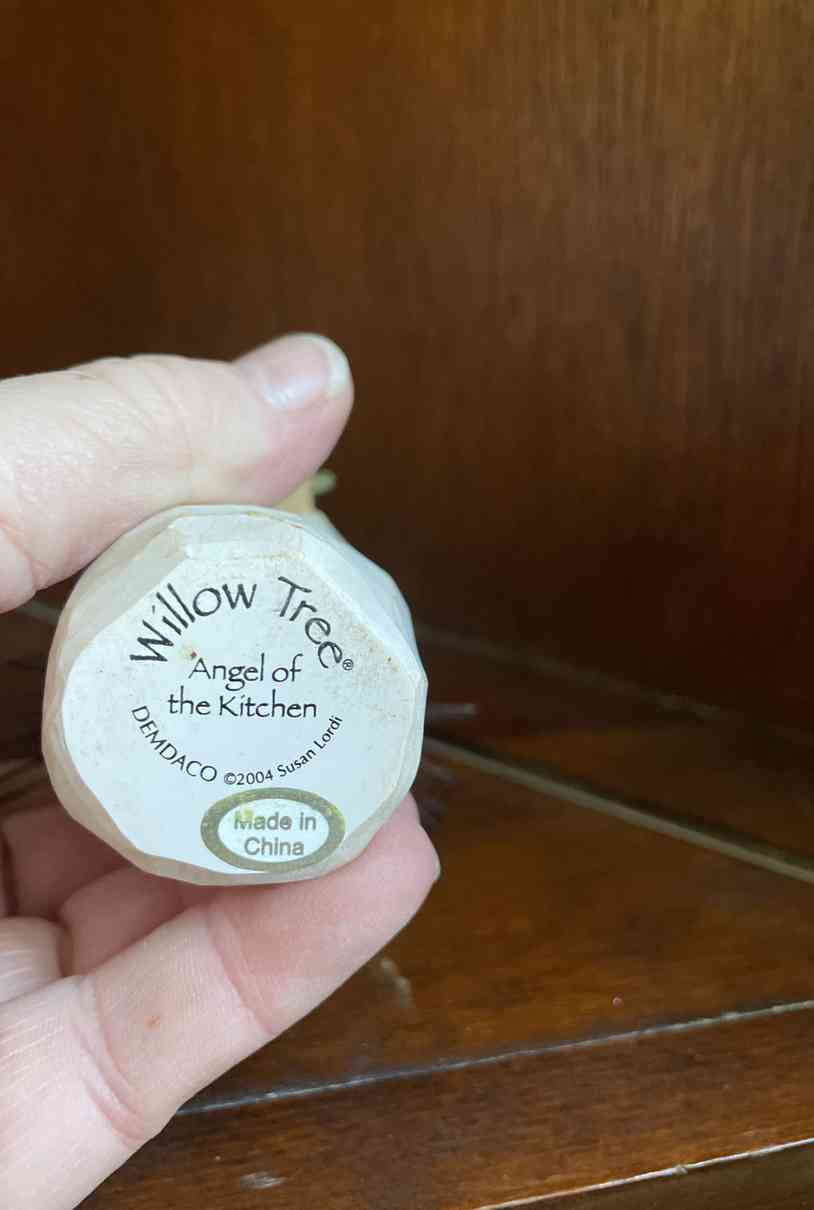 Willow Tree®
Angel of
the Kitchen
DEMDACO ©2004 Susan Lordi
Made in
China